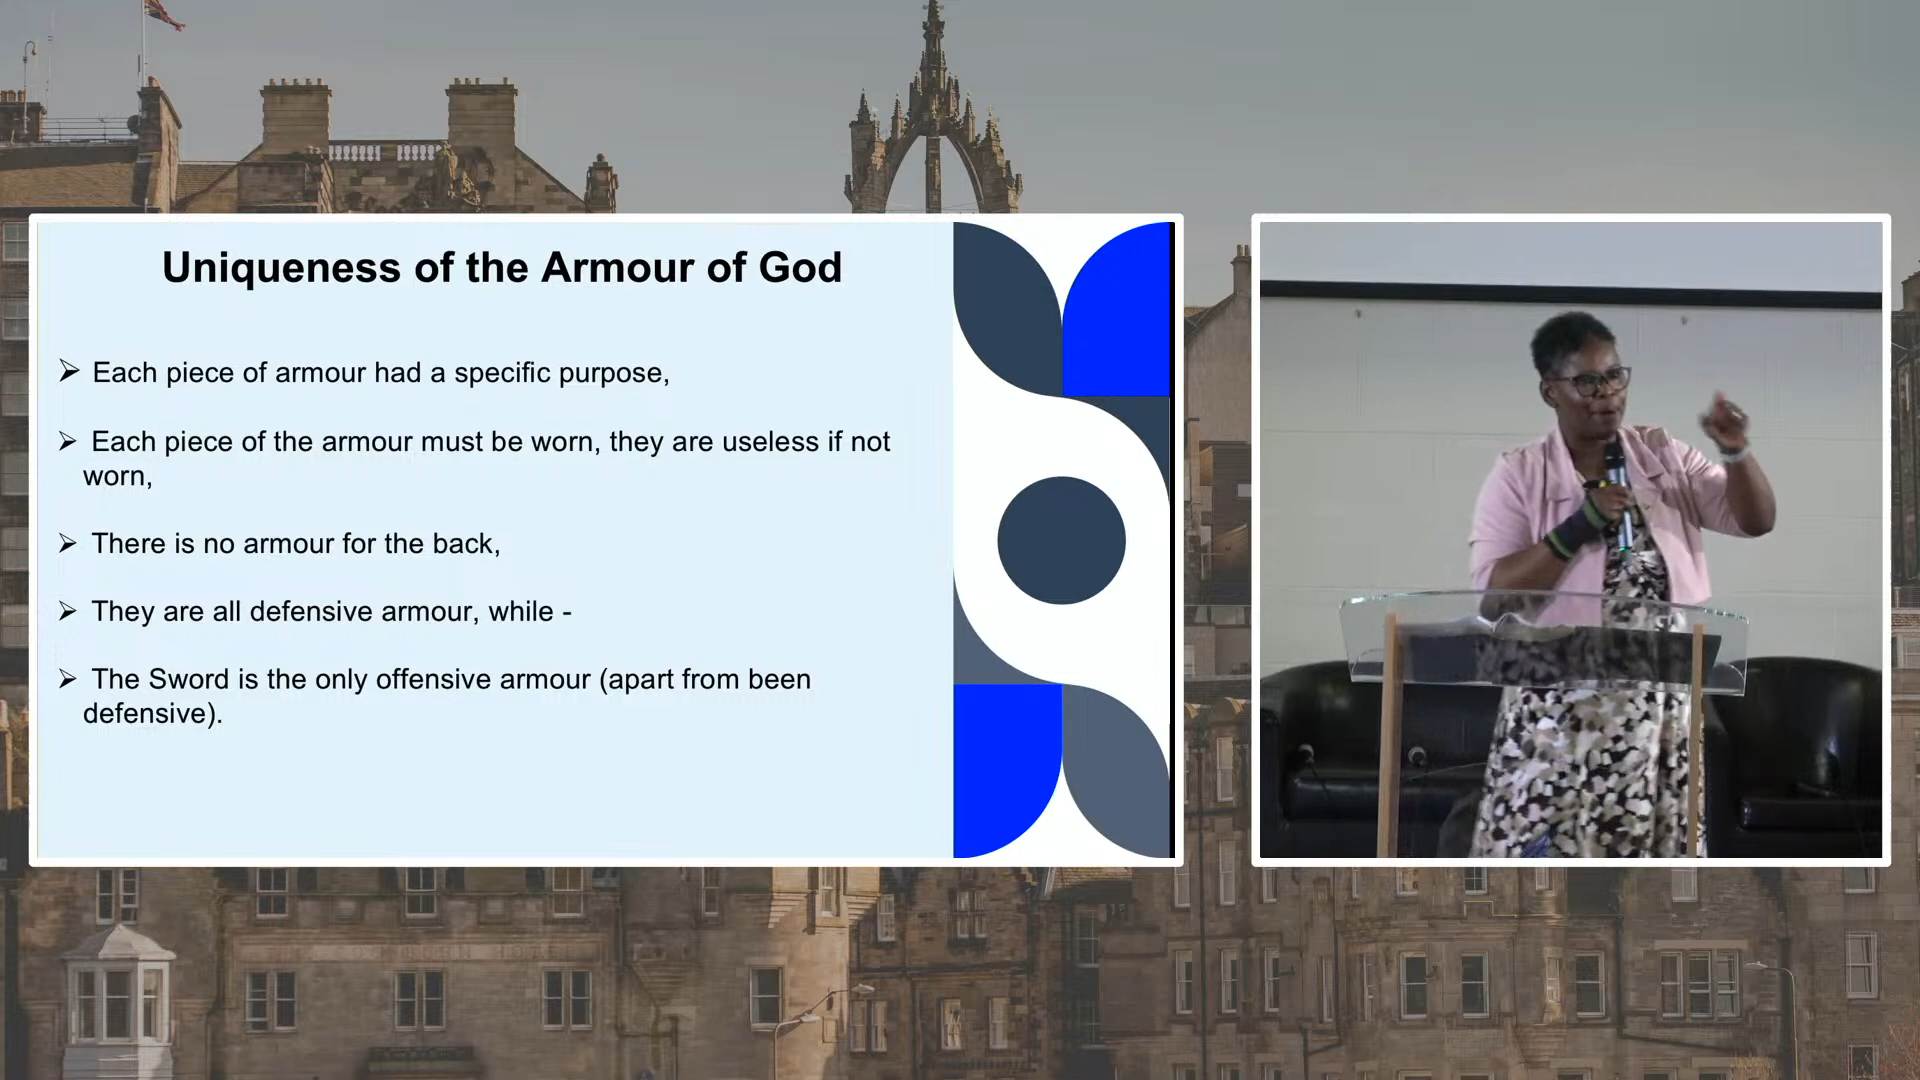 Uniqueness of the Armour of God
➢ Each piece of armour had a specific purpose,
➢ Each piece of the armour must be worn, they are useless if not
worn,
➢ There is no armour for the back,
➢ They are all defensive armour, while -
➢ The Sword is the only offensive armour (apart from been
defensive).